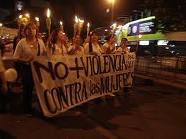 NO+VIOLENCIA
CONTRA LAS MUJERES